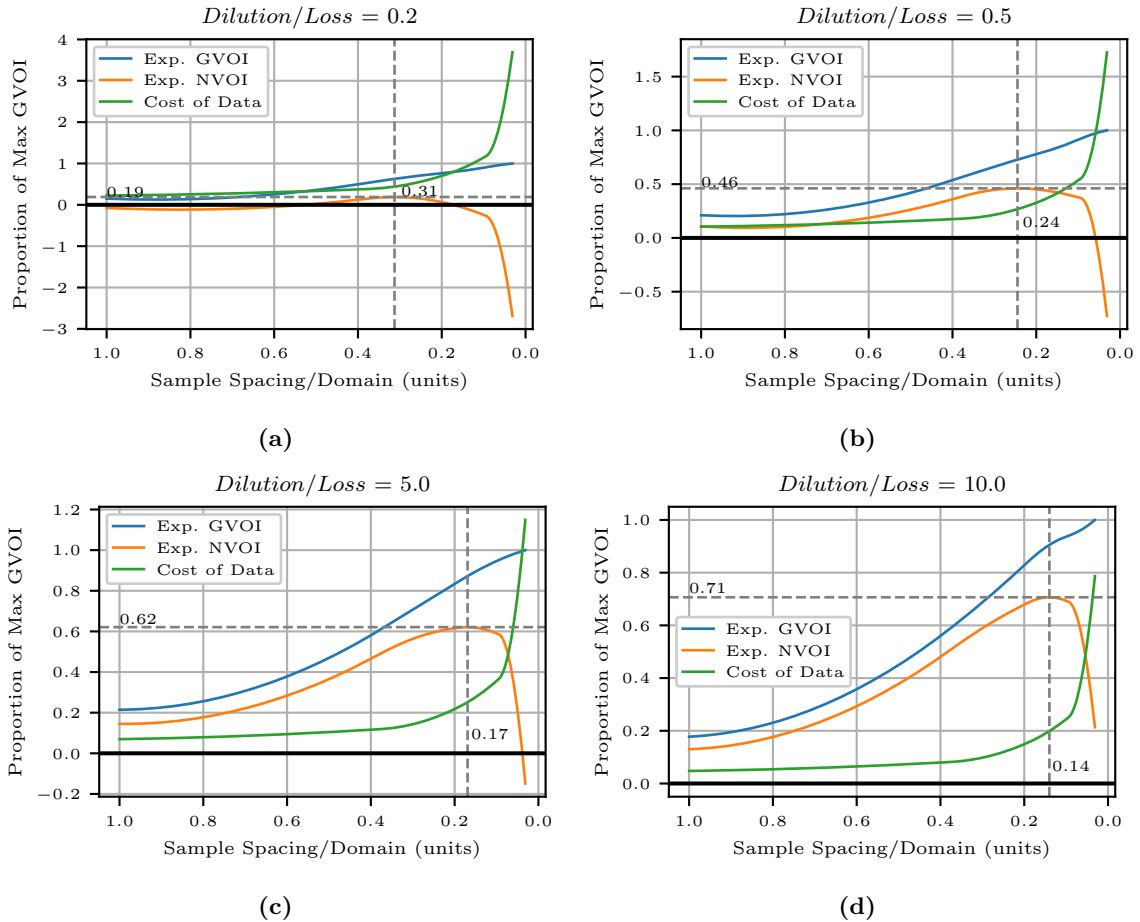 Dilution/Loss = 0.2
Proportion of Max GVOI
4
3
2
1
0
−1
−2
−3
Exp. GVOI
Exp. NVOI
Cost of Data
0.19
0.31
1.0 0.8 0.6 0.4 0.2 0.0
Sample Spacing/Domain (units)
(a)
Dilution/Loss = 0.5
Proportion of Max GVOI
1.5
1.0
0.5
0.0
−0.5
Exp. GVOI
Exp. NVOI
Cost of Data
0.46
0.24
1.0 0.8 0.6 0.4 0.2 0.0
Sample Spacing/Domain (units)
(b)
Dilution/Loss = 5.0
Proportion of Max GVOI
1.2
1.0
0.8
0.6
0.4
0.2
0.0
−0.2
Exp. GVOI
Exp. NVOI
Cost of Data
0.62
0.17
1.0 0.8 0.6 0.4 0.2 0.0
Sample Spacing/Domain (units)
(c)
Dilution/Loss = 10.0
Proportion of Max GVOI
1.0
0.8
0.6
0.4
0.2
0.0
0.71
Exp. GVOI
Exp. NVOI
Cost of Data
0.14
1.0 0.8 0.6 0.4 0.2 0.0
Sample Spacing/Domain (units)
(d)